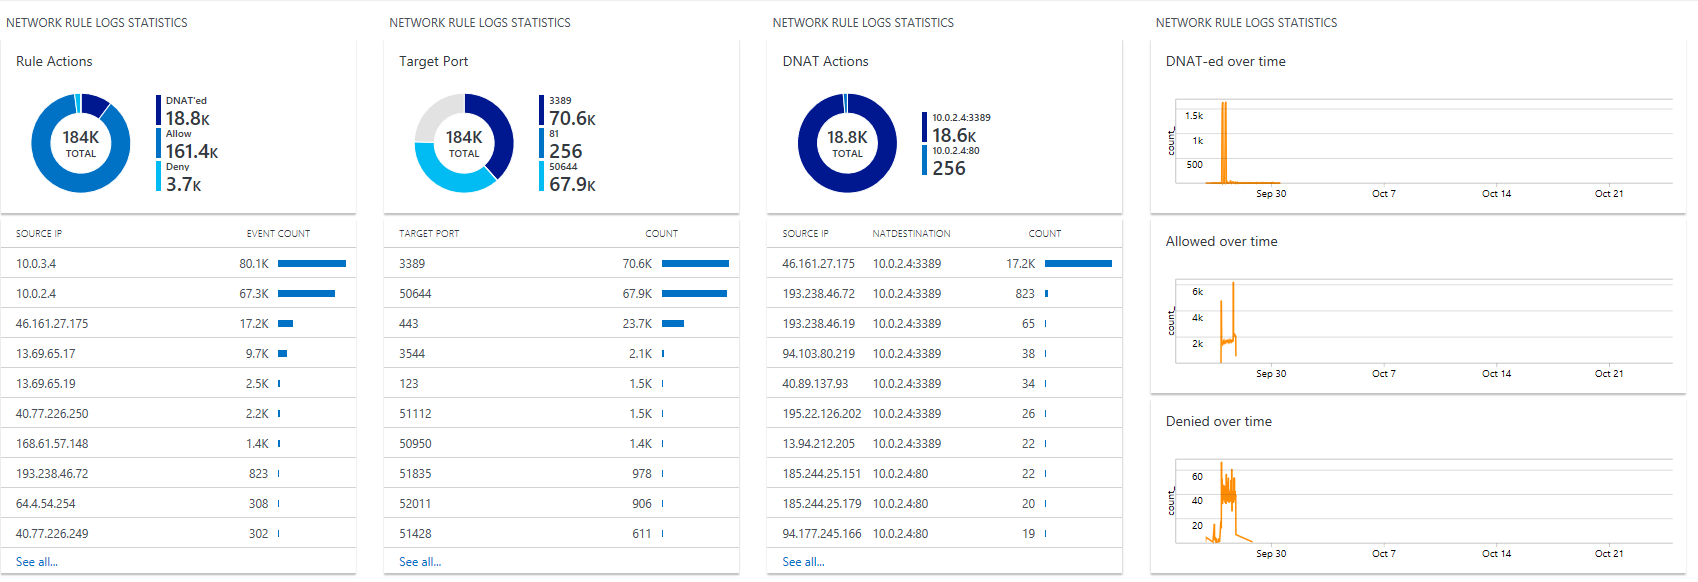 NETWORK RULE LOGS STATISTICS
Rule Actions
184K
TOTAL
DNAT'ed
18.8K
Allow
161.4K
Deny
3.7K
SOURCE IP EVENT COUNT
10.0.3.4 80.1K
10.0.2.4 67.3K
46.161.27.175 17.2K
13.69.65.17 9.7K
13.69.65.19 2.5K
40.77.226.250 2.2K
168.61.57.148 1.4K
193.238.46.72 823
64.4.54.254 308
40.77.226.249 302
See all...
NETWORK RULE LOGS STATISTICS
Target Port
184K
TOTAL
3389
70.6K
81
256
50644
67.9K
TARGET PORT COUNT
3389 70.6K
50644 67.9K
443 23.7K
3544 2.1K
123 1.5K
51112 1.5K
50950 1.4K
51835 978
52011 906
51428 611
See all...
NETWORK RULE LOGS STATISTICS
DNAT Actions
18.8K
TOTAL
10.0.2.4:3389
18.6K
10.0.2.4:80
256
SOURCE IP NATDESTINATION COUNT
46.161.27.175 10.0.2.4:3389 17.2K
193.238.46.72 10.0.2.4:3389 823
193.238.46.19 10.0.2.4:3389 65
94.103.80.219 10.0.2.4:3389 38
40.89.137.93 10.0.2.4:3389 34
195.22.126.202 10.0.2.4:3389 26
13.94.212.205 10.0.2.4:3389 22
185.244.25.151 10.0.2.4:80 22
185.244.25.179 10.0.2.4:80 20
94.177.245.166 10.0.2.4:80 19
See all...
NETWORK RULE LOGS STATISTICS
DNAT-ed over time
count_
1.5k
1k
500
Sep 30 Oct 7 Oct 14 Oct 21
Allowed over time
count_
6k
4k
2k
Sep 30 Oct 7 Oct 14 Oct 21
Denied over time
count_
60
40
20
Sep 30 Oct 7 Oct 14 Oct 21